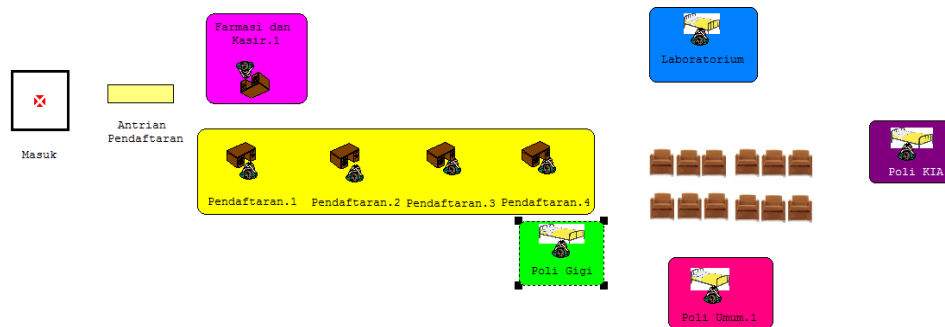 Farmasi dan
Kasir.1
Laboratorium
Masuk
Antrian
Pendaftaran
Poli KIA
Pendaftaran.1
Pendaftaran.2
Pendaftaran.3
Pendaftaran.4
Poli Gigi
Poli Umum.1